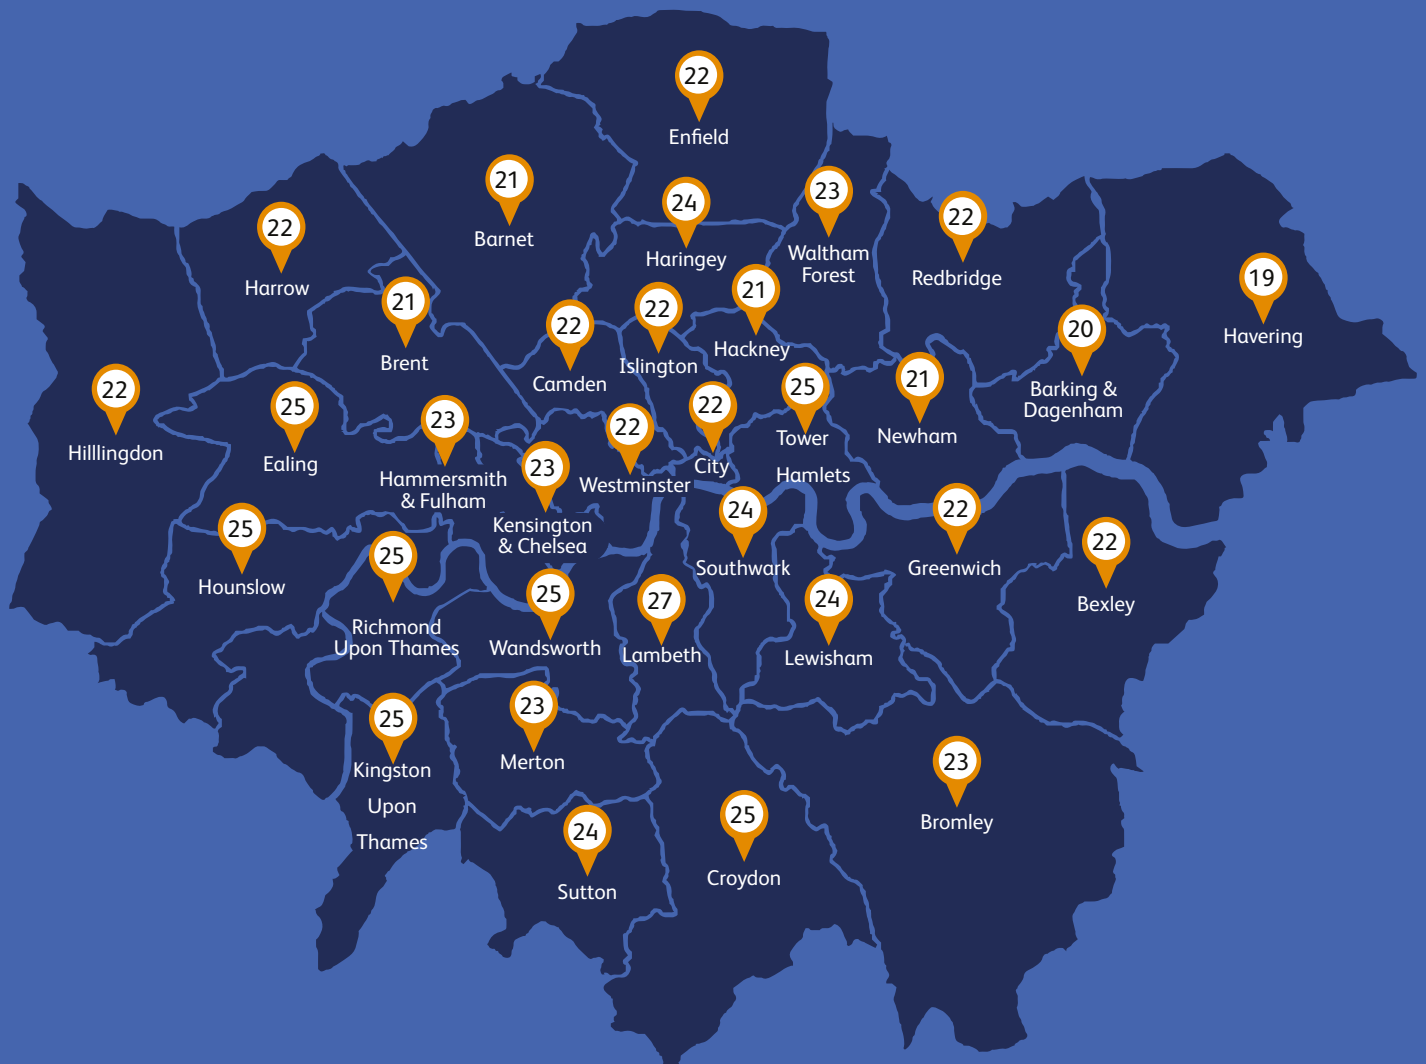 22
Enfield
21
Barnet
24
Haringey
23
Waltham
Forest
22
Redbridge
22
Harrow
19
Havering
21
Brent
22
Camden
22
Islington
21
Hackney
20
Barking &
Dagenham
22
Hilllingdon
25
Ealing
23
Hammersmith
& Fulham
23
Kensington
& Chelsea
22
Westminster
22
City
25
Tower
Hamlets
21
Newham
25
Hounslow
25
Richmond
Upon Thames
25
Wandsworth
27
Lambeth
24
Southwark
24
Lewisham
22
Greenwich
22
Bexley
25
Kingston
Upon
Thames
23
Merton
24
Sutton
25
Croydon
23
Bromley